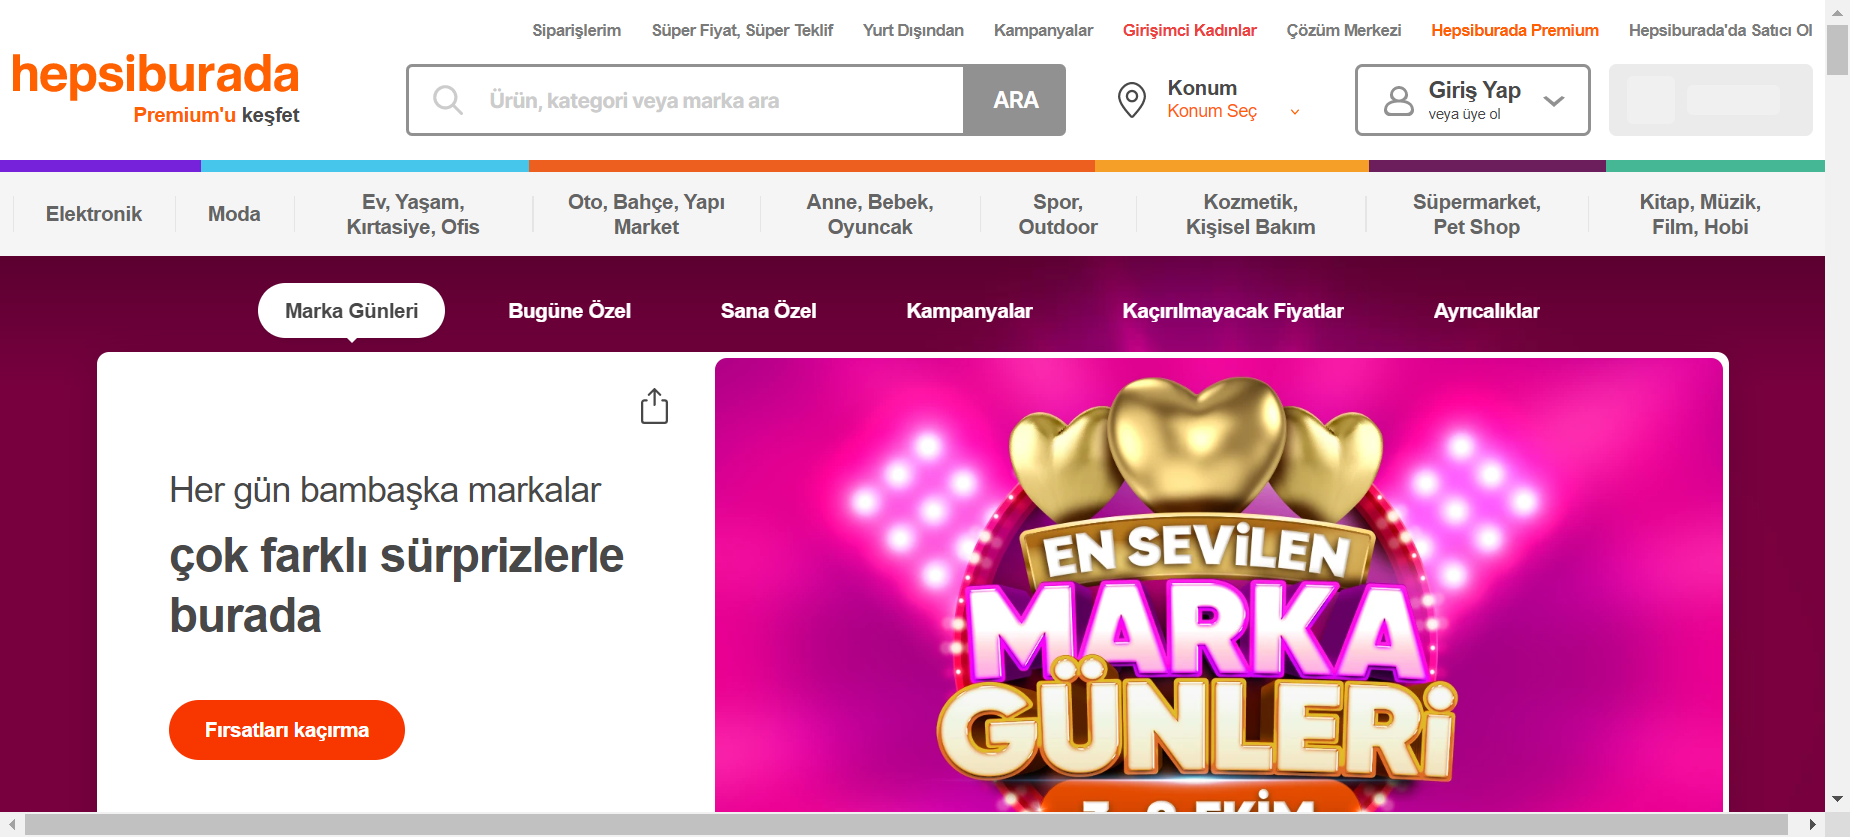 Siparişlerim
Süper Fiyat, Süper Teklif
Yurt Dışından
Kampanyalar
Girişimci Kadınlar
Çözüm Merkezi
Hepsiburada Premium
Hepsiburada'da Satıcı Ol
hepsiburada
Premium'u keşfet
Ürün, kategori veya marka ara
ARA
Konum
Konum Seç
Giriş Yap
veya üye ol
Elektronik
Moda
Ev, Yaşam,
Kırtasiye, Ofis
Oto, Bahçe, Yapı
Market
Anne, Bebek,
Oyuncak
Spor,
Outdoor
Kozmetik,
Kişisel Bakım
Süpermarket,
Pet Shop
Kitap, Müzik,
Film, Hobi
Marka Günleri
Bugüne Özel
Sana Özel
Kampanyalar
Kaçırılmayacak Fiyatlar
Ayrıcalıklar
Her gün bambaşka markalar
çok farklı sürprizlerle
burada
Fırsatları kaçırma
EN SEVİLEN
MARKA
GÜNLERİ
EKİM